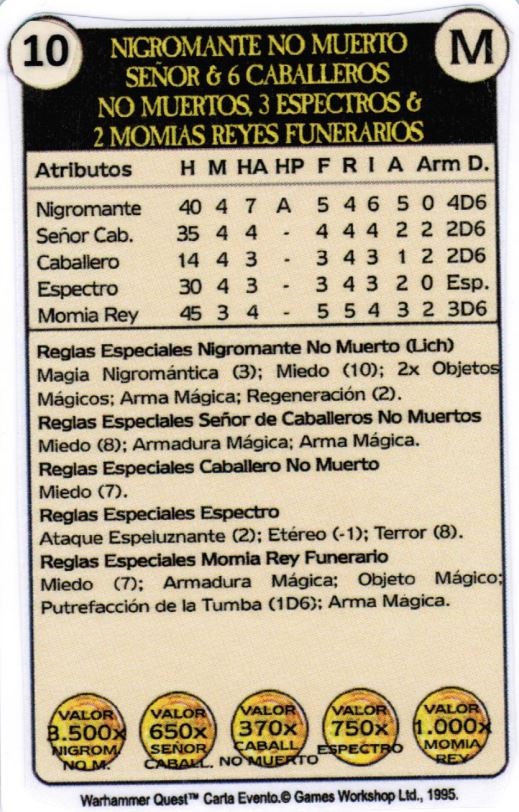 10
NIGROMANTE NO MUERTO
SEÑOR & 6 CABALLEROS
NO MUERTOS, 3 ESPECTROS &
2 MOMIAS REYES FUNERARIOS
M
Atributos H M HA HP F R I A Arm D.
Nigromante 40 4 7 A 5 4 6 5 0 4D6
Señor Cab. 35 4 4 - 4 4 4 2 2 2D6
Caballero 14 4 3 - 3 4 3 1 2 2D6
Espectro 30 4 3 - 3 4 3 2 0 Esp.
Momia Rey 45 3 4 - 5 5 4 3 2 3D6
Reglas Especiales Nigromante No Muerto (Lich)
Magia Nigromántica (3); Miedo (10); 2x Objetos
Mágicos; Arma Mágica; Regeneración (2).
Reglas Especiales Señor de Caballeros No Muertos
Miedo (8); Armadura Mágica; Arma Mágica.
Reglas Especiales Caballero No Muerto
Miedo (7).
Reglas Especiales Espectro
Ataque Espeluznante (2); Etéreo (-1); Terror (8).
Reglas Especiales Momia Rey Funerario
Miedo (7); Armadura Mágica; Objeto Mágico;
Putrefacción de la Tumba (1D6); Arma Mágica.
VALOR
3.500x
NIGROM.
NO M.
VALOR
650x
SEÑOR
CABALL.
VALOR
370x
CABALL
NO MUERTO
VALOR
750x
ESPECTRO
VALOR
1.000x
MOMIA
REY
Warhammer Quest™ Carta Evento.© Games Workshop Ltd., 1995.